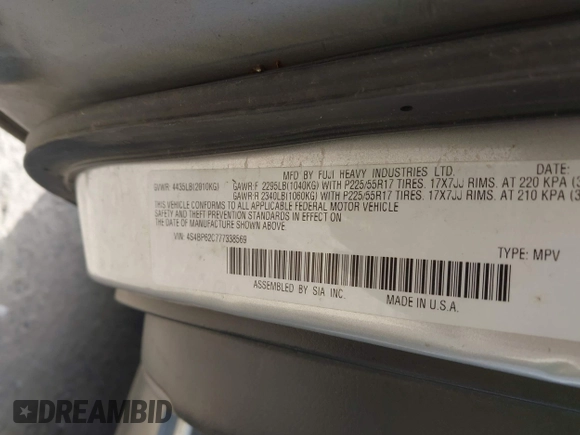 MFD BY FUJI HEAVY INDUSTRIES LTD. DATE:
GVWR: 4435LB(2010KG) GAWR:F 2295LB(1040KG) WITH P225/55R17 TIRES. 17X7JJ RIMS. AT 220 KPA (3
GAWR:R 2340LB(1060KG) WITH P225/55R17 TIRES. 17X7JJ RIMS. AT 210 KPA (3
THIS VEHICLE CONFORMS TO ALL APPLICABLE FEDERAL MOTOR VEHICLE
SAFETY AND THEFT PREVENTION STANDARDS IN EFFECT ON
THE DATE OF MANUFACTURE SHOWN ABOVE
VIN: 4S4BP62C777338569 TYPE: MPV
ASSEMBLED BY SIA INC. MADE IN U.S.A.
DREAMBID